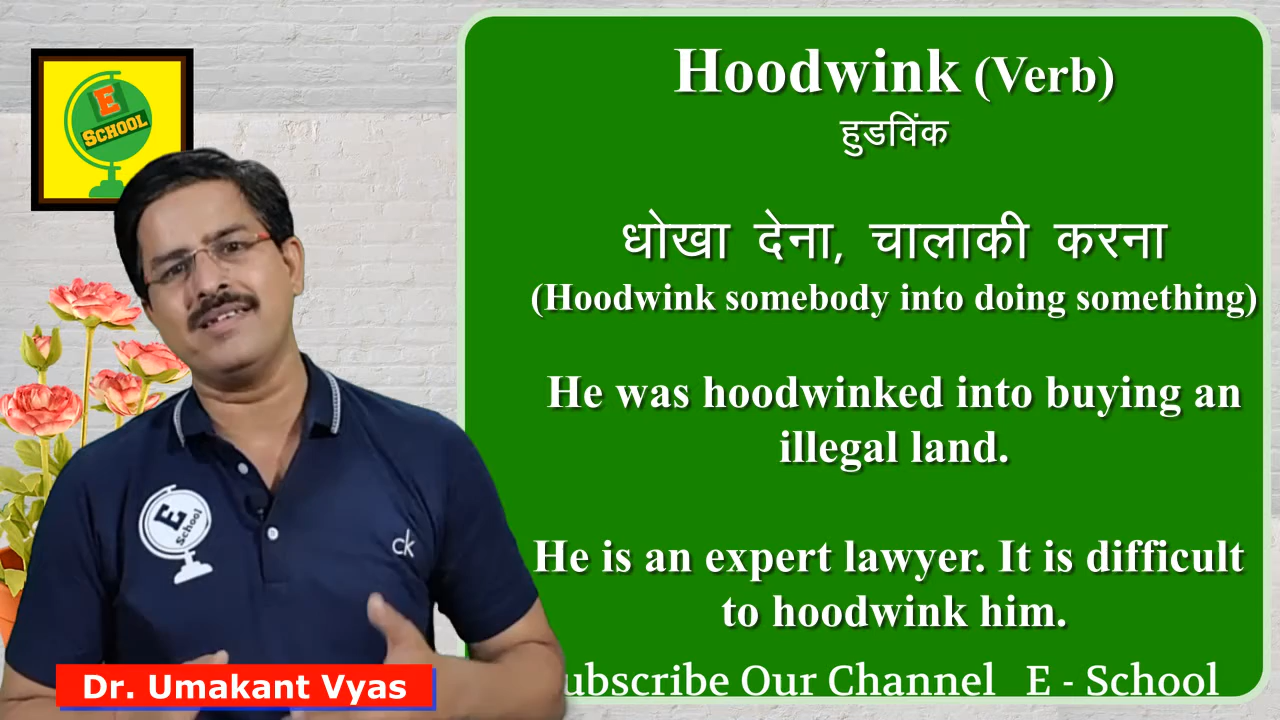 E
SCHOOL
Hoodwink (Verb)
हुडविंक
धोखा देना, चालाकी करना
(Hoodwink somebody into doing something)
He was hoodwinked into buying an
illegal land.
He is an expert lawyer. It is difficult
to hoodwink him.
ubscribe Our Channel E - School
E
School
ck
Dr. Umakant Vyas